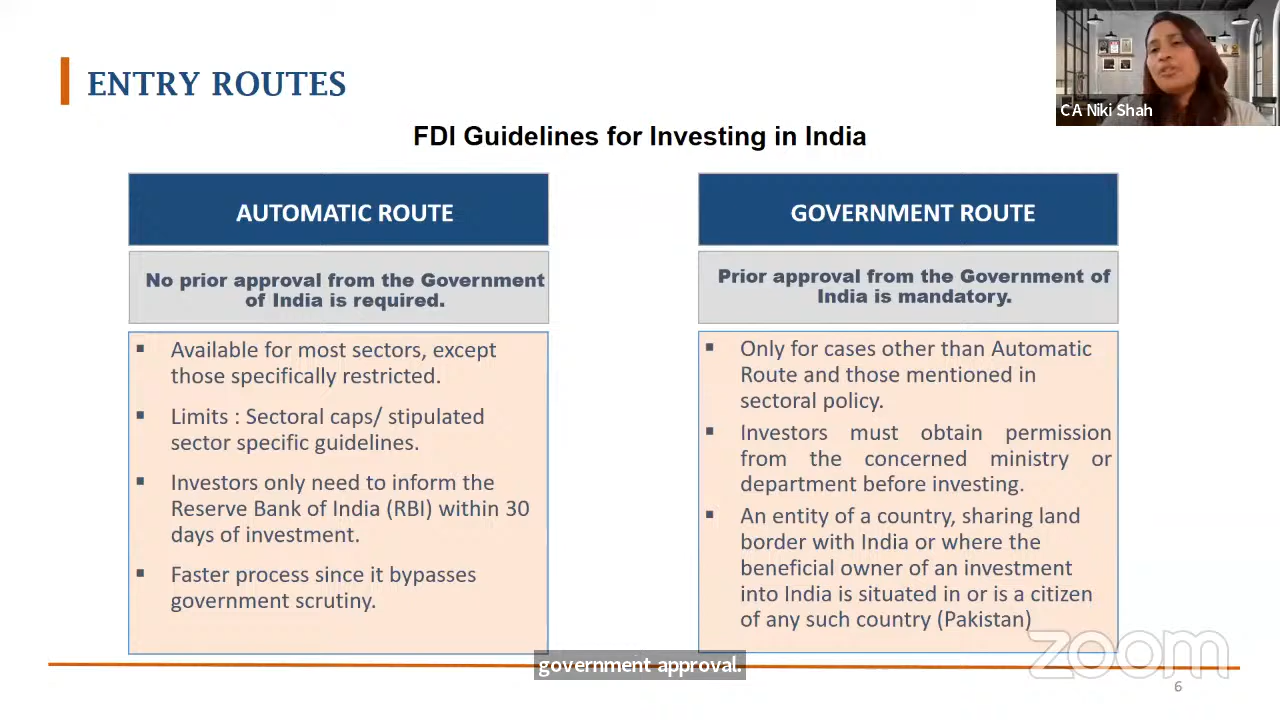 ENTRY ROUTES
CA Niki Shah
FDI Guidelines for Investing in India
AUTOMATIC ROUTE
No prior approval from the Government
of India is required.
▪ Available for most sectors, except
those specifically restricted.
▪ Limits : Sectoral caps/ stipulated
sector specific guidelines.
▪ Investors only need to inform the
Reserve Bank of India (RBI) within 30
days of investment.
▪ Faster process since it bypasses
government scrutiny.
GOVERNMENT ROUTE
Prior approval from the Government of
India is mandatory.
▪ Only for cases other than Automatic
Route and those mentioned in
sectoral policy.
▪ Investors must obtain permission
from the concerned ministry or
department before investing.
▪ An entity of a country, sharing land
border with India or where the
beneficial owner of an investment
into India is situated in or is a citizen
of any such country (Pakistan)
government approval.
zoom
6